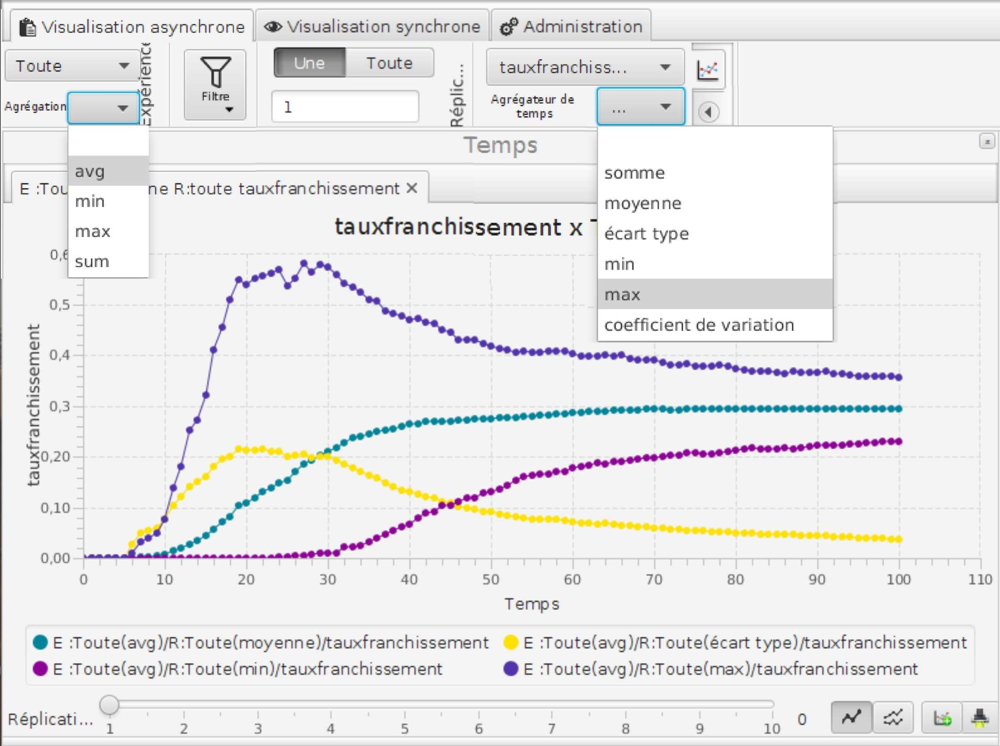 Visualisation asynchrone
Visualisation synchrone
Administration
Toute
Agrégation
Expérience
Filtre
Une
Toute
1
Réplic...
tauxfranchiss...
Agrégateur de
temps
...
avg
min
max
sum
Temps
somme
moyenne
écart type
min
max
coefficient de variation
E :Tou
ne R:toute tauxfranchissement
tauxfranchissement x
tauxfranchissement
0,6
0,5
0,4
0,3
0,20
0,10
0,00
0 10 20 30 40 50 60 70 80 90 100 110
Temps
E :Toute(avg)/R:Toute(moyenne)/tauxfranchissement
E :Toute(avg)/R:Toute(écart type)/tauxfranchissement
E :Toute(avg)/R:Toute(min)/tauxfranchissement
E :Toute(avg)/R:Toute(max)/tauxfranchissement
Réplicati...
1 2 3 4 5 6 7 8 9 10
0